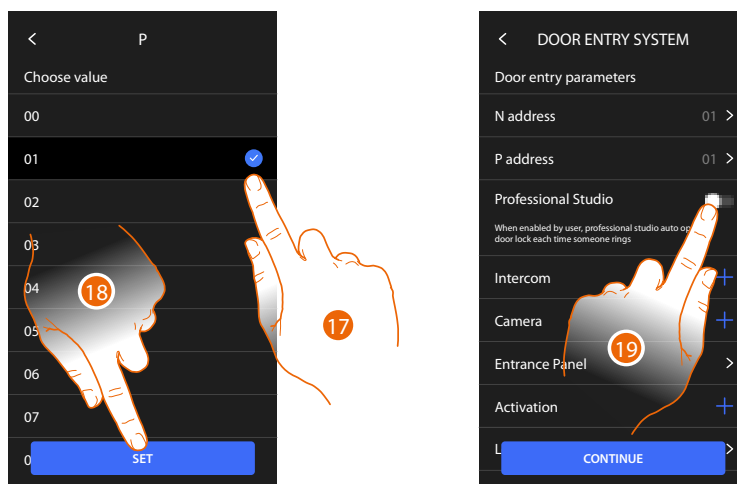 P
Choose value
00
01
02
03
04
05
06
07
0
SET
18
17
DOOR ENTRY SYSTEM
Door entry parameters
N address 01
P address 01
Professional Studio
When enabled by user, professional studio auto op
door lock each time someone rings
Intercom
Camera
Entrance Panel
Activation
L
CONTINUE
19